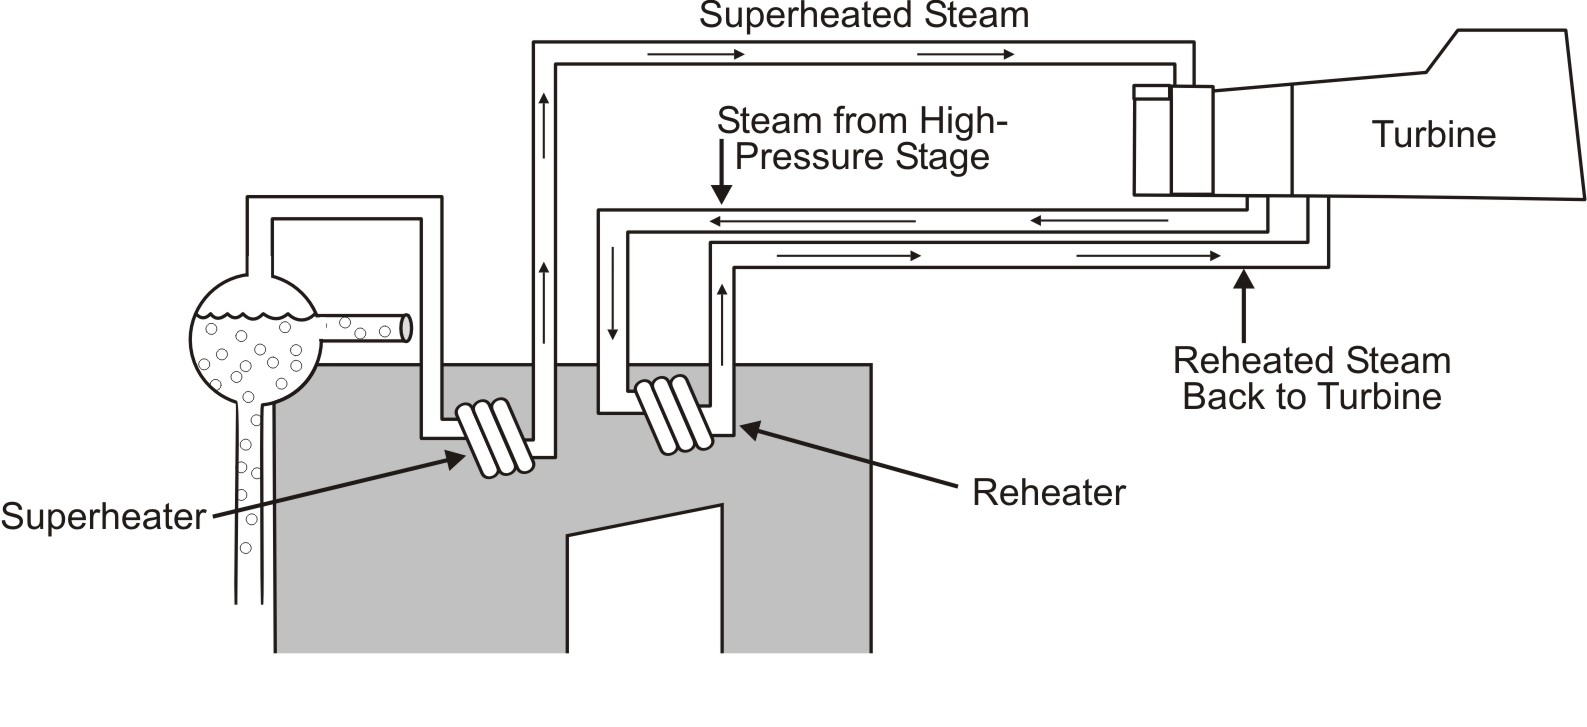 Superheated Steam
Steam from High-
Pressure Stage
Turbine
Reheated Steam
Back to Turbine
Superheater
Reheater